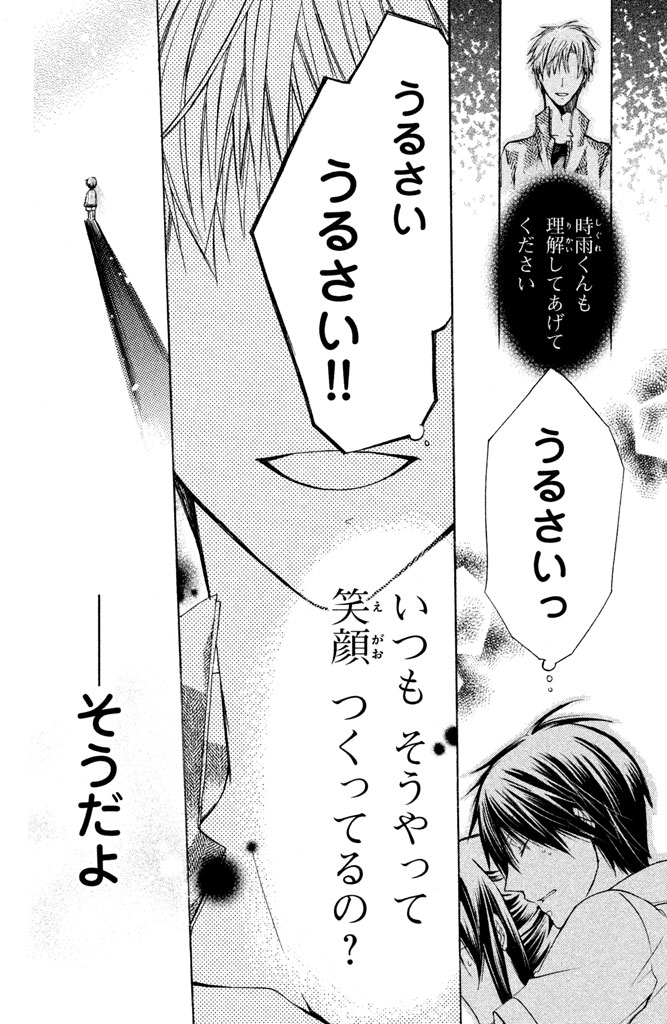 時雨くんも
理解してあげて
ください
うるさいっ
うるさい
うるさい!!
いつも そうやって
笑顔 つくってるの?
――そうだよ